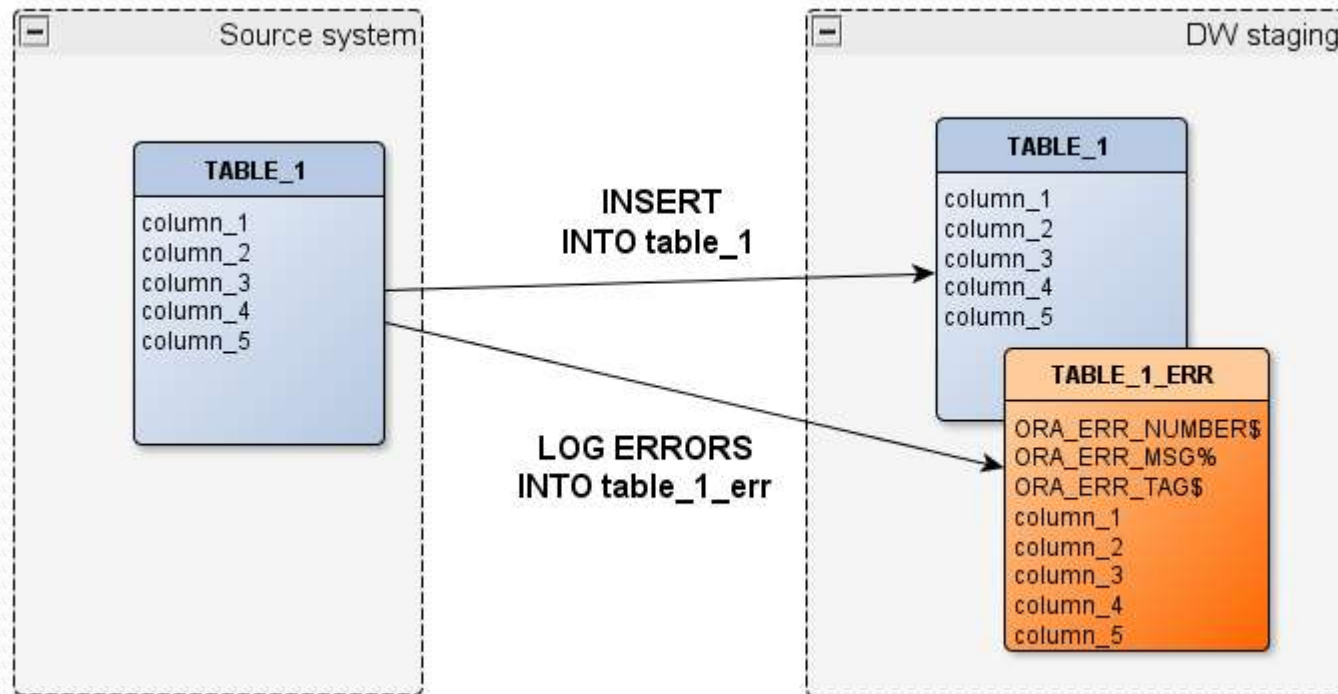 Source system
TABLE_1
column_1
column_2
column_3
column_4
column_5
INSERT
INTO table_1
LOG ERRORS
INTO table_1_err
DW staging
TABLE_1
column_1
column_2
column_3
column_4
column_5
TABLE_1_ERR
ORA_ERR_NUMBER$
ORA_ERR_MSG%
ORA_ERR_TAG$
column_1
column_2
column_3
column_4
column_5